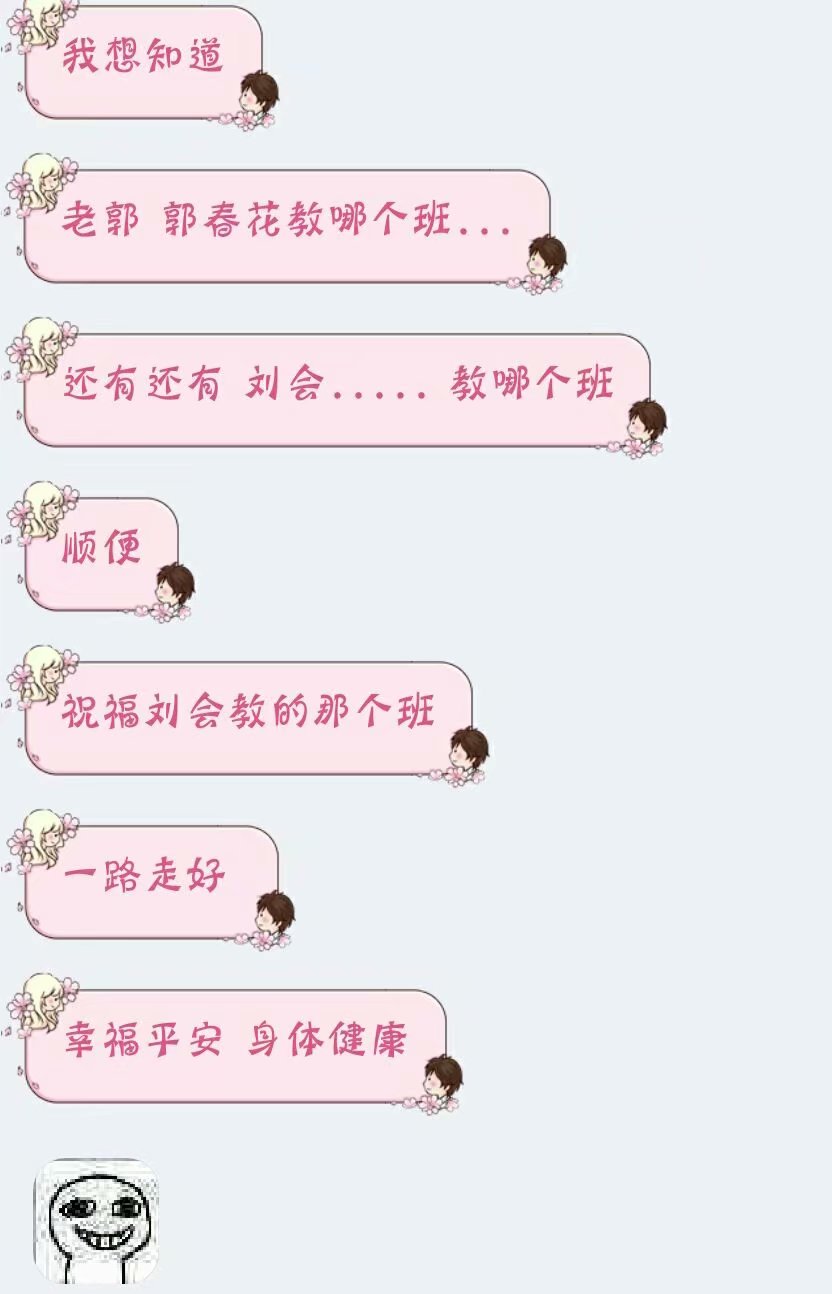 我想知道
老郭 郭春花教哪个班...
还有还有 刘会..... 教哪个班
顺便
祝福刘会教的那个班
一路走好
幸福平安 身体健康